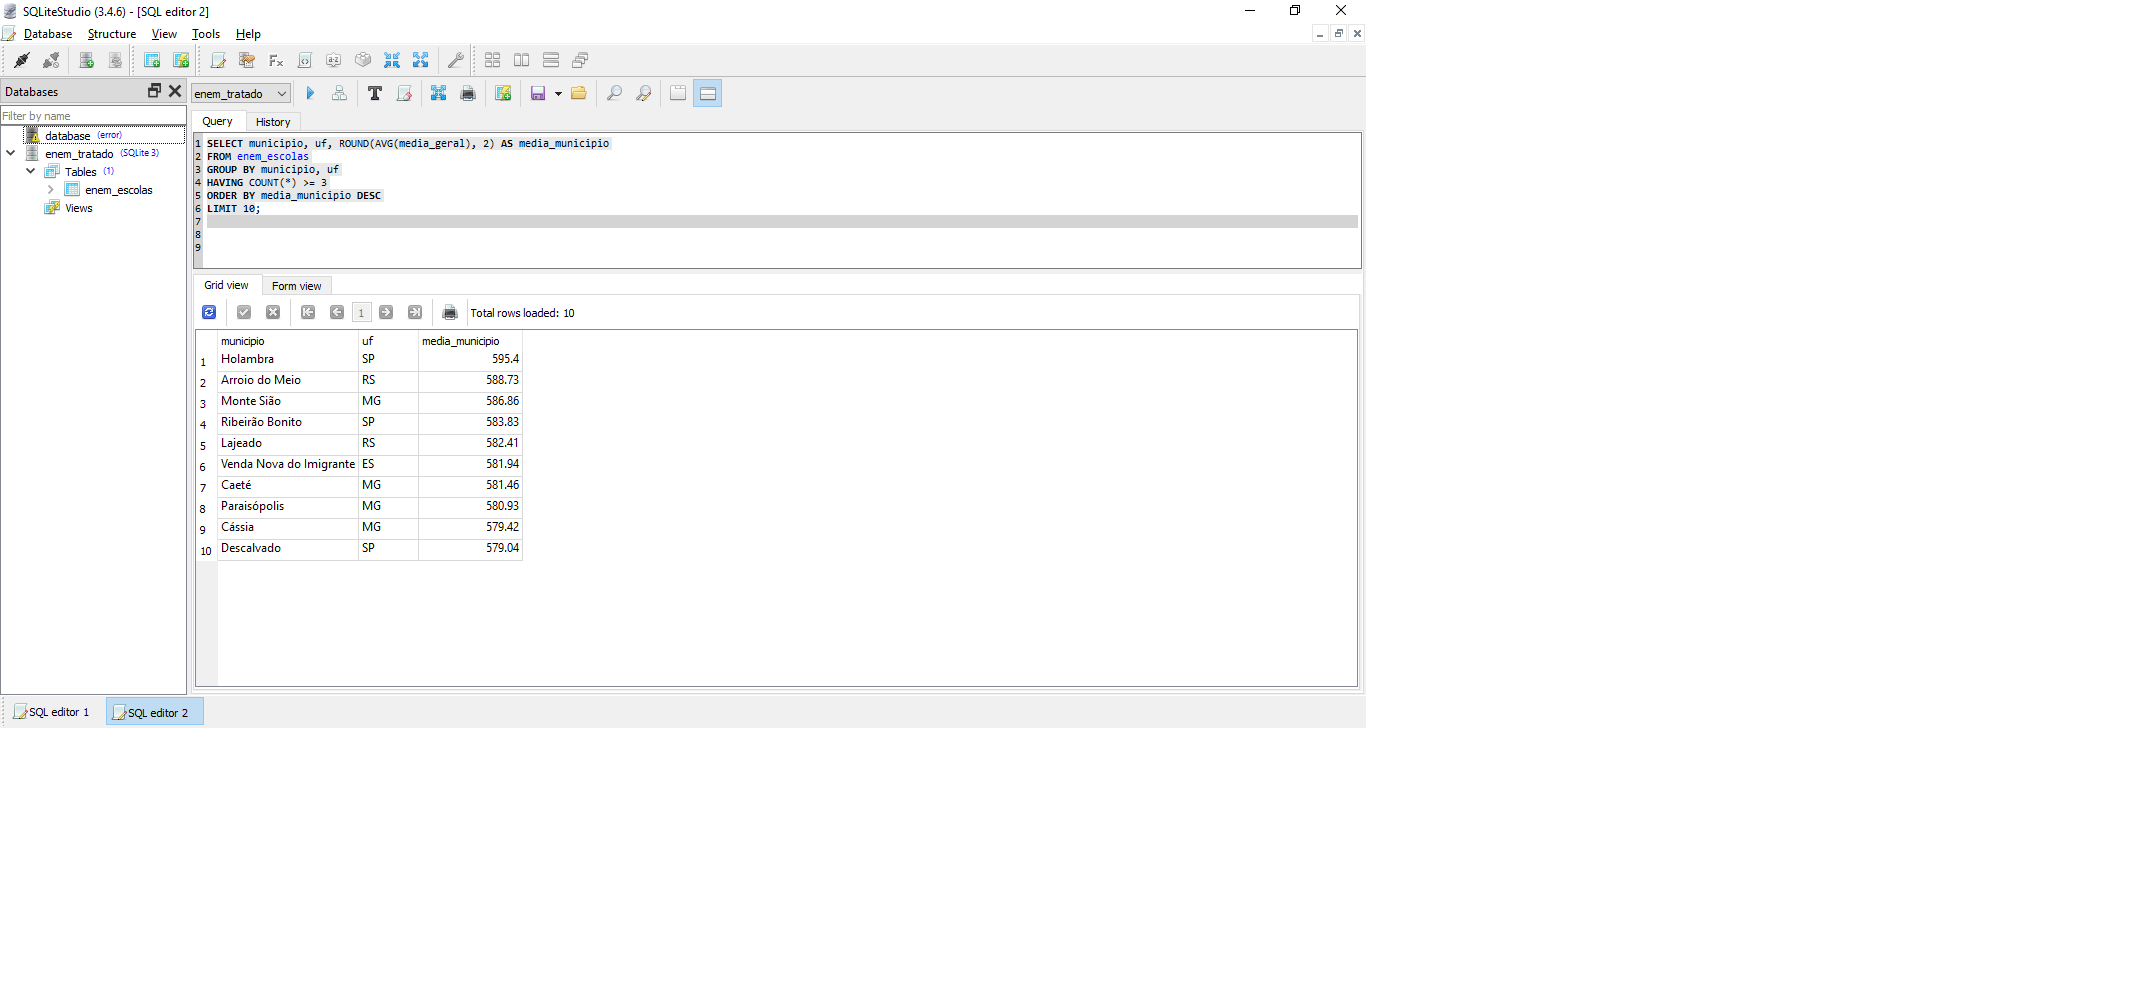 SQLiteStudio (3.4.6) - [SQL editor 2]
Database Structure View Tools Help
Databases
enem_tratado
Filter by name
Query History
database (error)
enem_tratado (SQLite 3)
Tables (1)
enem_escolas
Views
1 SELECT municipio, uf, ROUND(AVG(media_geral), 2) AS media_municipio
2 FROM enem_escolas
3 GROUP BY municipio, uf
4 HAVING COUNT(*) >= 3
5 ORDER BY media_municipio DESC
6 LIMIT 10;
7
8
9
Grid view Form view
1 Total rows loaded: 10
municipio uf media_municipio
1 Holambra SP 595.4
2 Arroio do Meio RS 588.73
3 Monte Sião MG 586.86
4 Ribeirão Bonito SP 583.83
5 Lajeado RS 582.41
6 Venda Nova do Imigrante ES 581.94
7 Caeté MG 581.46
8 Paraisópolis MG 580.93
9 Cássia MG 579.42
10 Descalvado SP 579.04
SQL editor 1 SQL editor 2